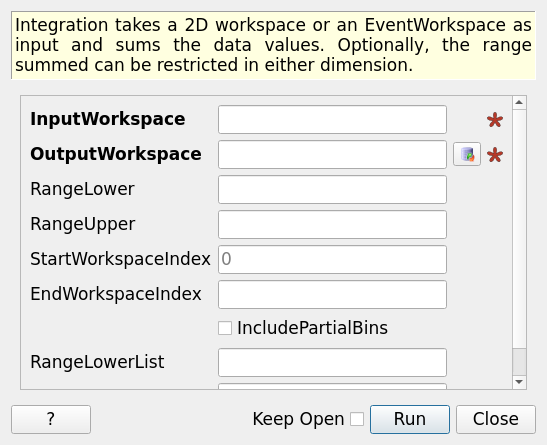 Integration takes a 2D workspace or an EventWorkspace as
input and sums the data values. Optionally, the range
summed can be restricted in either dimension.
InputWorkspace
OutputWorkspace
RangeLower
RangeUpper
StartWorkspaceIndex 0
EndWorkspaceIndex
IncludePartialBins
RangeLowerList
? Keep Open Run Close